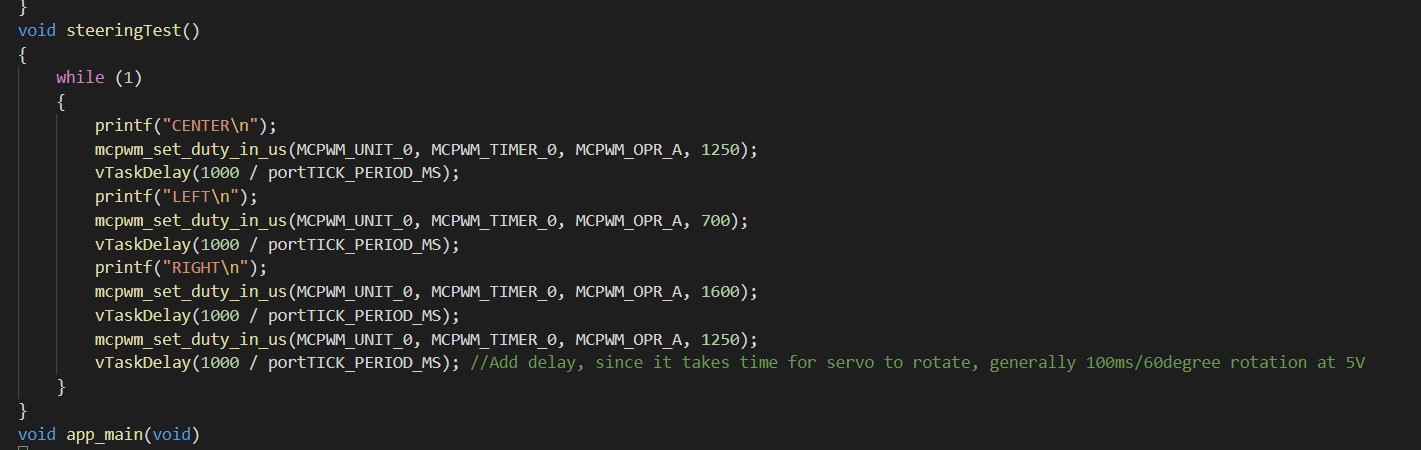 }
void steeringTest()
{
    while (1)
    {
        printf("CENTER\n");
        mcpwm_set_duty_in_us(MCPWM_UNIT_0, MCPWM_TIMER_0, MCPWM_OPR_A, 1250);
        vTaskDelay(1000 / portTICK_PERIOD_MS);
        printf("LEFT\n");
        mcpwm_set_duty_in_us(MCPWM_UNIT_0, MCPWM_TIMER_0, MCPWM_OPR_A, 700);
        vTaskDelay(1000 / portTICK_PERIOD_MS);
        printf("RIGHT\n");
        mcpwm_set_duty_in_us(MCPWM_UNIT_0, MCPWM_TIMER_0, MCPWM_OPR_A, 1600);
        vTaskDelay(1000 / portTICK_PERIOD_MS);
        mcpwm_set_duty_in_us(MCPWM_UNIT_0, MCPWM_TIMER_0, MCPWM_OPR_A, 1250);
        vTaskDelay(1000 / portTICK_PERIOD_MS); //Add delay, since it takes time for servo to rotate, generally 100ms/60degree rotation at 5V
    }
}
void app_main(void)